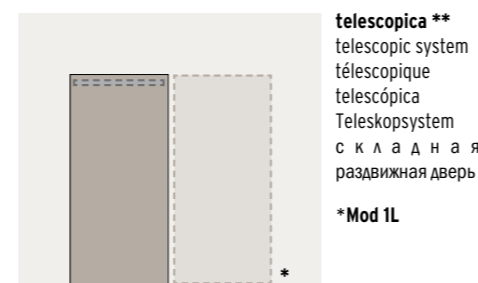 telescopica **
telescopic system
télescopique
telescópica
Teleskopsystem
с к л а д н а я
раздвижная дверь
*Mod 1L
*